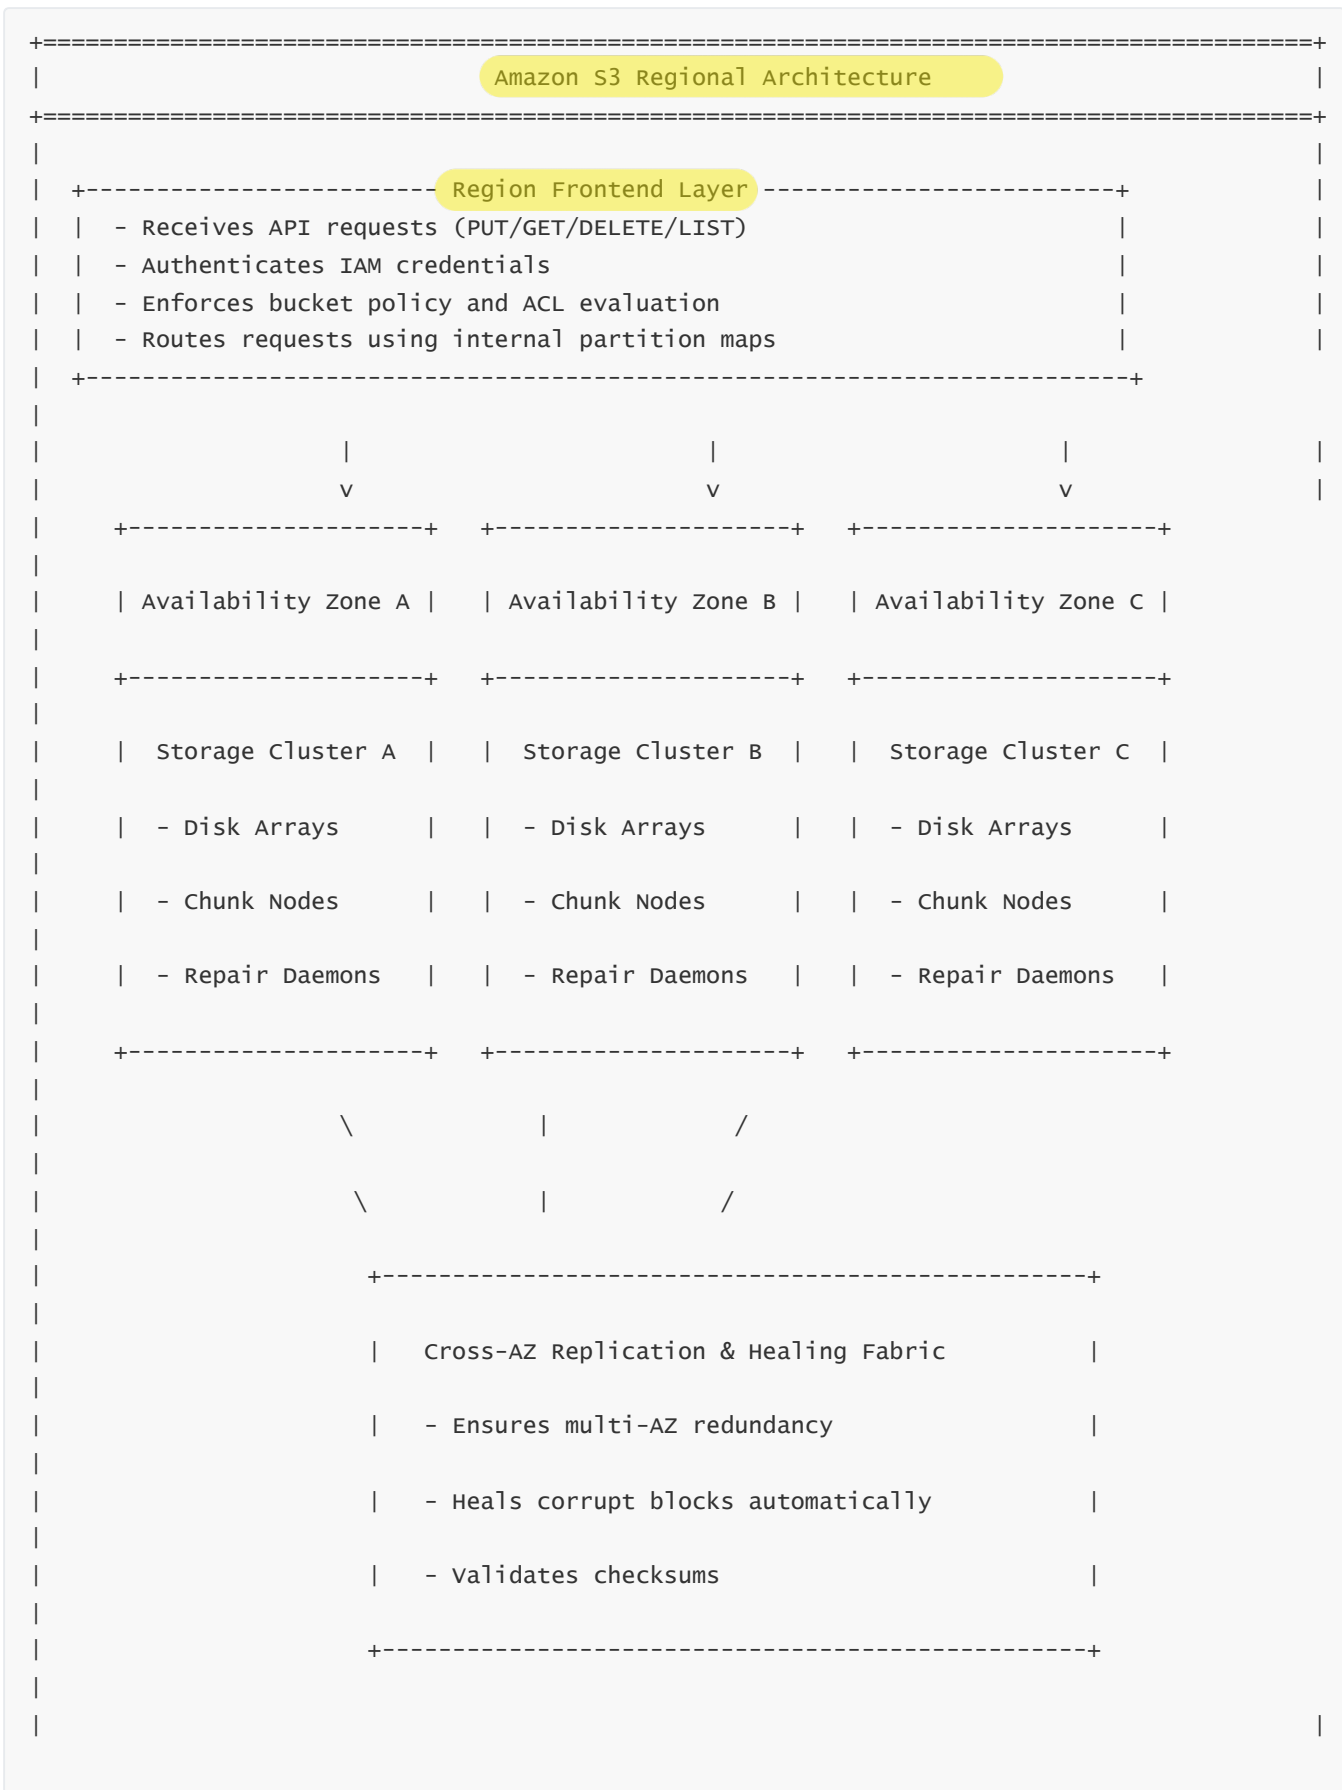 +==========================================================================================+
|                                Amazon S3 Regional Architecture                           |
+==========================================================================================+
|                                                                                          |
|  +------------------------- Region Frontend Layer -------------------------+             |
|  |  - Receives API requests (PUT/GET/DELETE/LIST)                          |             |
|  |  - Authenticates IAM credentials                                        |             |
|  |  - Enforces bucket policy and ACL evaluation                            |             |
|  |  - Routes requests using internal partition maps                        |             |
|  +--------------------------------------------------------------------------+
|
|                     |                         |                        |                 |
|                     v                         v                        v                 |
|     +---------------------+   +---------------------+   +---------------------+
|
|     | Availability Zone A |   | Availability Zone B |   | Availability Zone C |
|
|     +---------------------+   +---------------------+   +---------------------+
|
|     |  Storage Cluster A  |   |  Storage Cluster B  |   |  Storage Cluster C  |
|
|     |  - Disk Arrays      |   |  - Disk Arrays      |   |  - Disk Arrays      |
|
|     |  - Chunk Nodes      |   |  - Chunk Nodes      |   |  - Chunk Nodes      |
|
|     |  - Repair Daemons   |   |  - Repair Daemons   |   |  - Repair Daemons   |
|
|     +---------------------+   +---------------------+   +---------------------+
|
|                     \             |             /
|
|                      \            |            /
|
|                       +--------------------------------------------------+
|
|                       |   Cross-AZ Replication & Healing Fabric          |
|
|                       |   - Ensures multi-AZ redundancy                  |
|
|                       |   - Heals corrupt blocks automatically           |
|
|                       |   - Validates checksums                          |
|
|                       +--------------------------------------------------+
|
|                                                                                          |